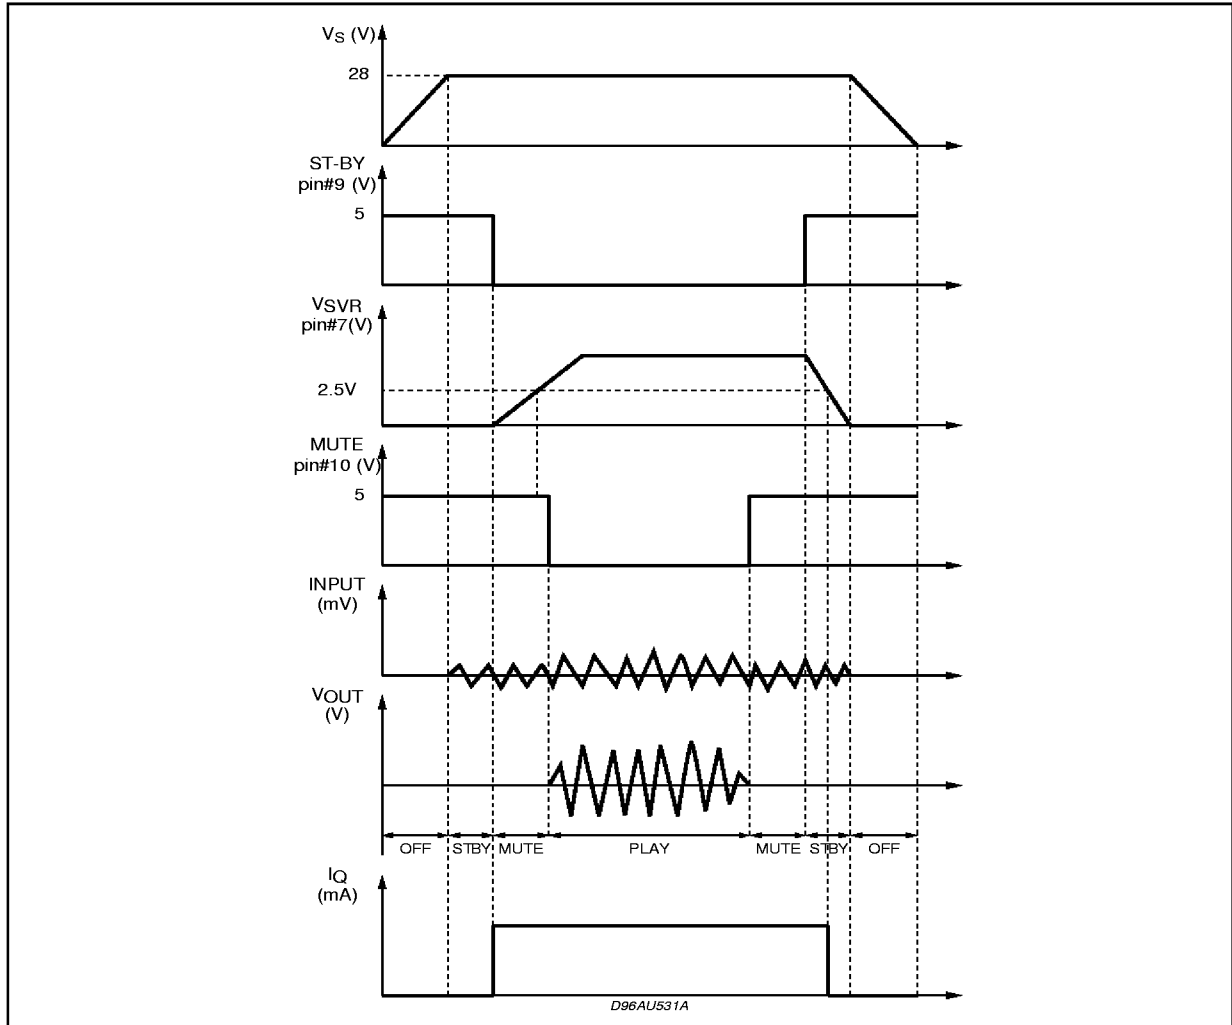 VS (V)
28
ST-BY
pin#9 (V)
5
VSVR
pin#7(V)
2.5V
MUTE
pin#10 (V)
5
INPUT
(mV)
VOUT
(V)
OFF STBY MUTE PLAY MUTE STBY OFF
IQ
(mA)
D96AU531A